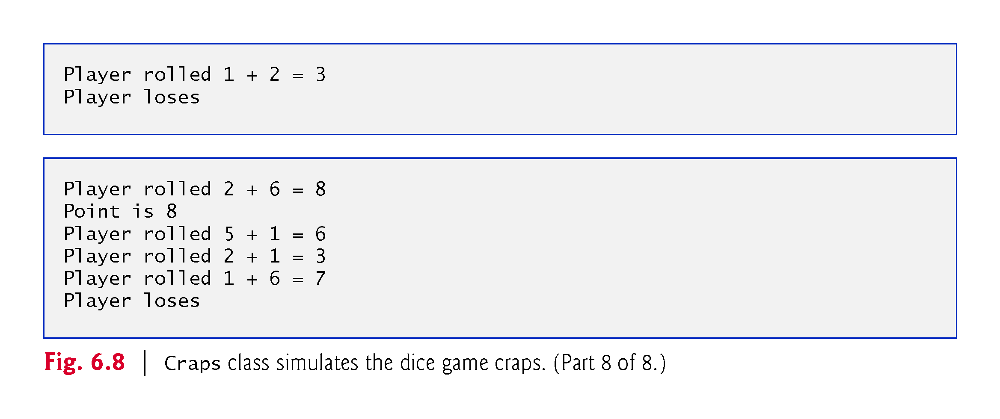 Player rolled 1 + 2 = 3
Player loses
Player rolled 2 + 6 = 8
Point is 8
Player rolled 5 + 1 = 6
Player rolled 2 + 1 = 3
Player rolled 1 + 6 = 7
Player loses
Fig. 6.8 | Craps class simulates the dice game craps. (Part 8 of 8.)